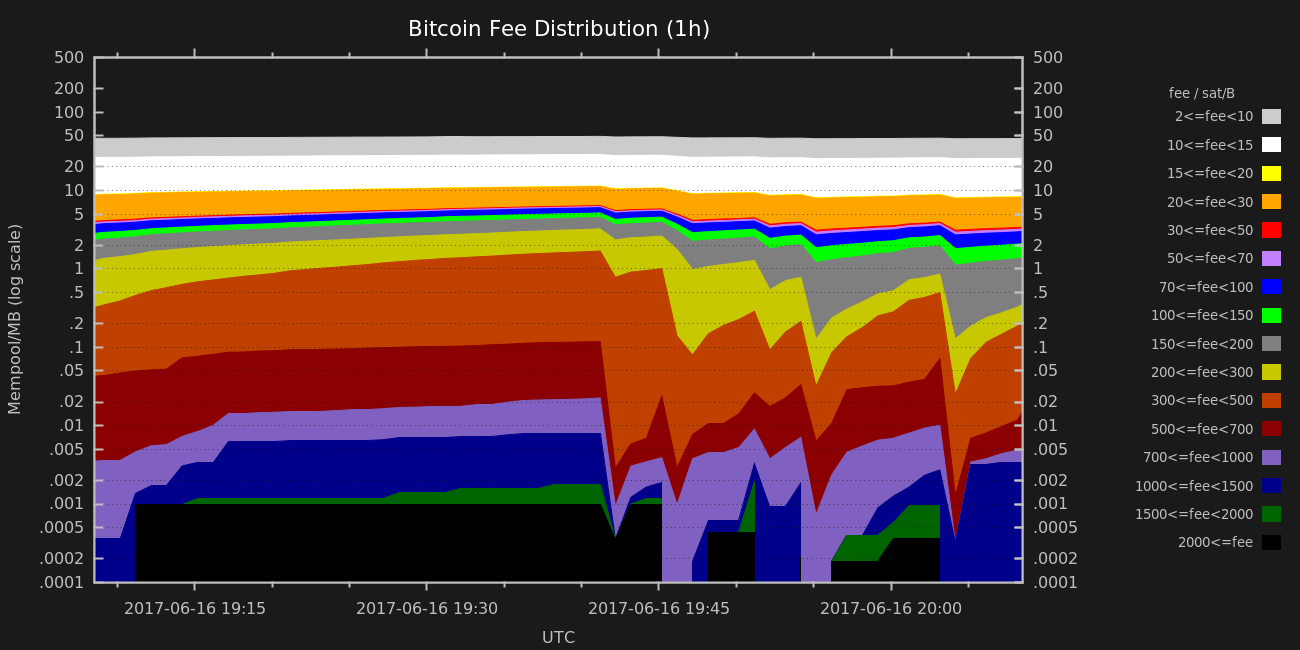 Bitcoin Fee Distribution (1h)
500
200
100
50
20
10
5
2
1
.5
.2
.1
.05
.02
.01
.005
.002
.001
.0005
.0002
.0001
Mempool/MB (log scale)
500
200
100
50
20
10
5
2
1
.5
.2
.1
.05
.02
.01
.005
.002
.001
.0005
.0002
.0001
2017-06-16 19:15
2017-06-16 19:30
2017-06-16 19:45
2017-06-16 20:00
UTC
fee / sat/B
2<=fee<10
10<=fee<15
15<=fee<20
20<=fee<30
30<=fee<50
50<=fee<70
70<=fee<100
100<=fee<150
150<=fee<200
200<=fee<300
300<=fee<500
500<=fee<700
700<=fee<1000
1000<=fee<1500
1500<=fee<2000
2000<=fee